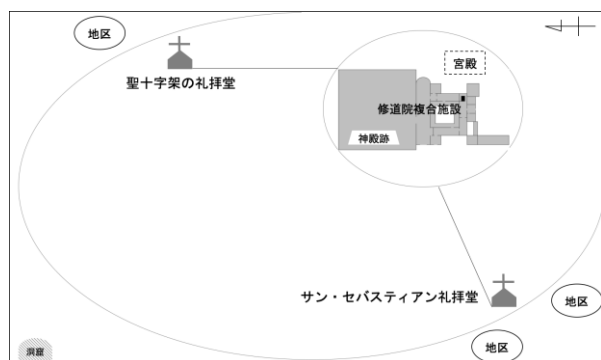 地区
聖十字架の礼拝堂
宮殿
修道院複合施設
神殿跡
サン・セバスティアン礼拝堂
地区
地区
洞窟